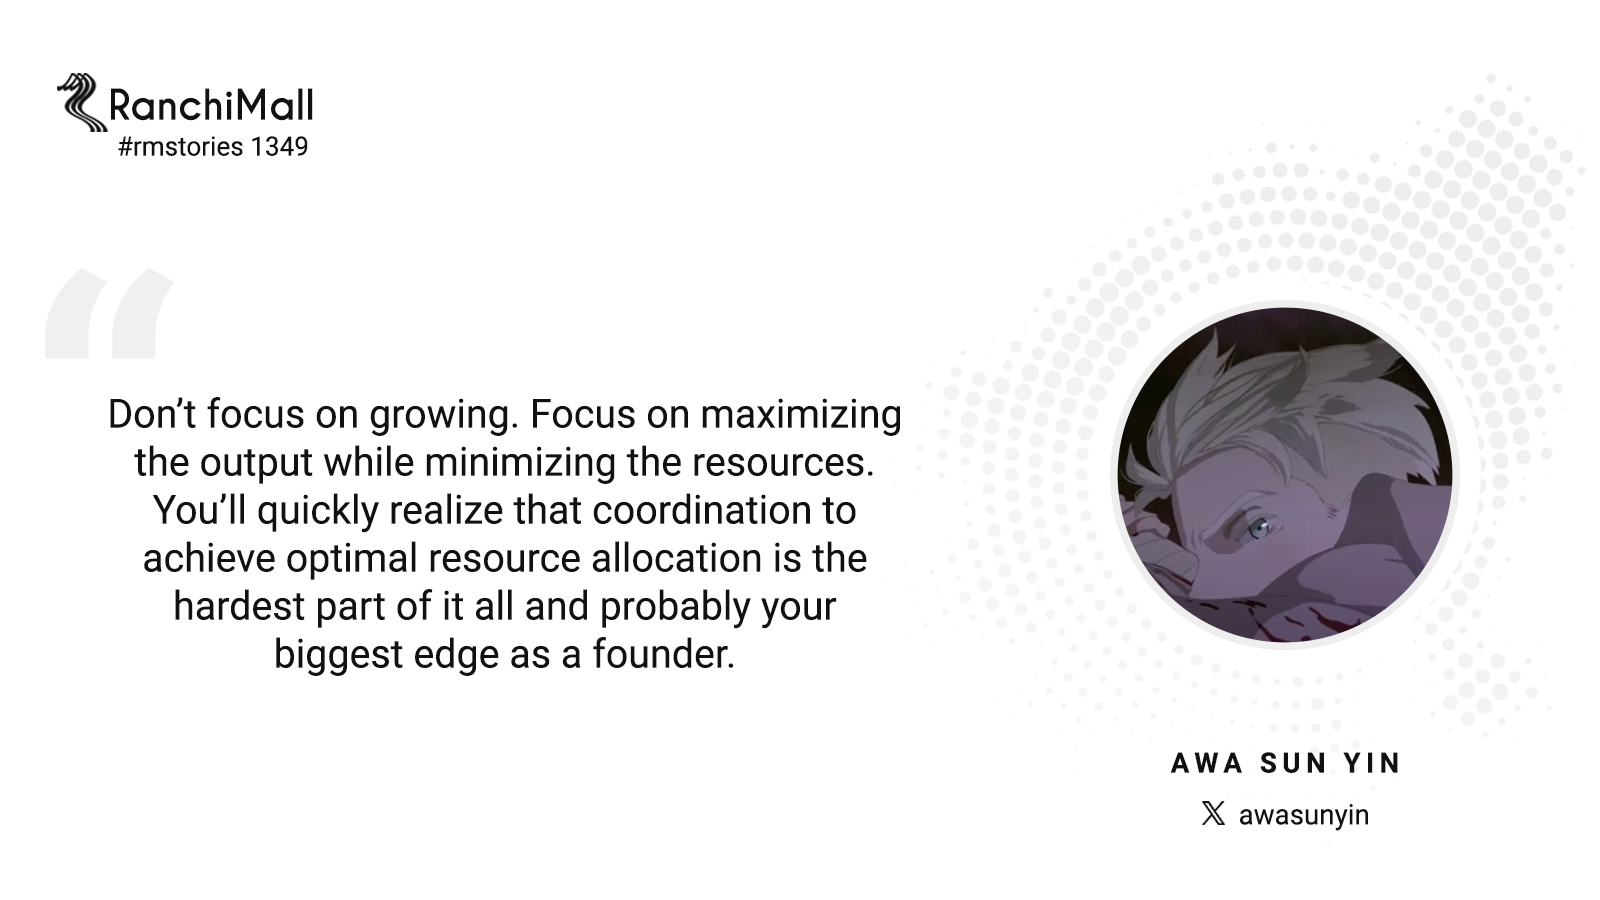 RanchiMall
#rmstories 1349
“
Don’t focus on growing. Focus on maximizing
the output while minimizing the resources.
You’ll quickly realize that coordination to
achieve optimal resource allocation is the
hardest part of it all and probably your
biggest edge as a founder.
AWA SUN YIN
𝕏 awasunyin